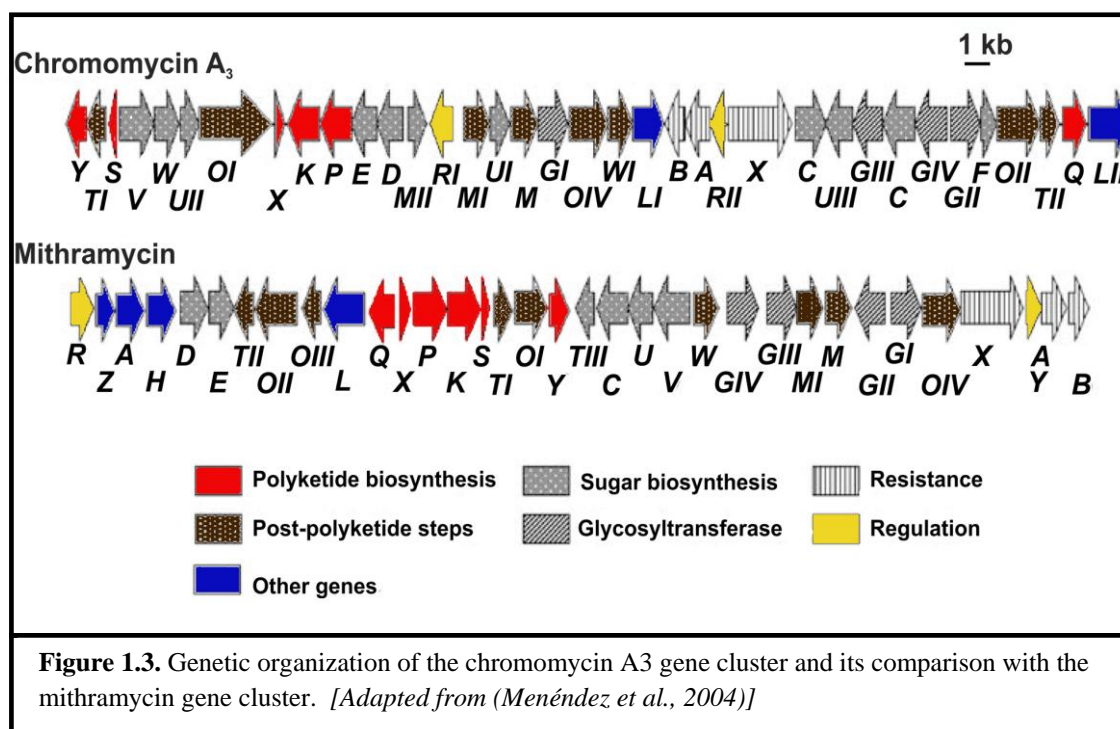 1 kb
Chromomycin A3
Y S W OI K P E D RI UI GI WI B A X C GIII GIV F OII Q LII
TI V UII X MII MI M OIV LI RII UIII C GII TII
Mithramycin
R A D TII OIII Q P S OI TIII U W GIII M GI X A
Z H E OII L X K TI Y C V GIV MI GII OIV Y B
Polyketide biosynthesis Sugar biosynthesis Resistance
Post-polyketide steps Glycosyltransferase Regulation
Other genes
Figure 1.3. Genetic organization of the chromomycin A3 gene cluster and its comparison with the
mithramycin gene cluster. [Adapted from (Menéndez et al., 2004)]